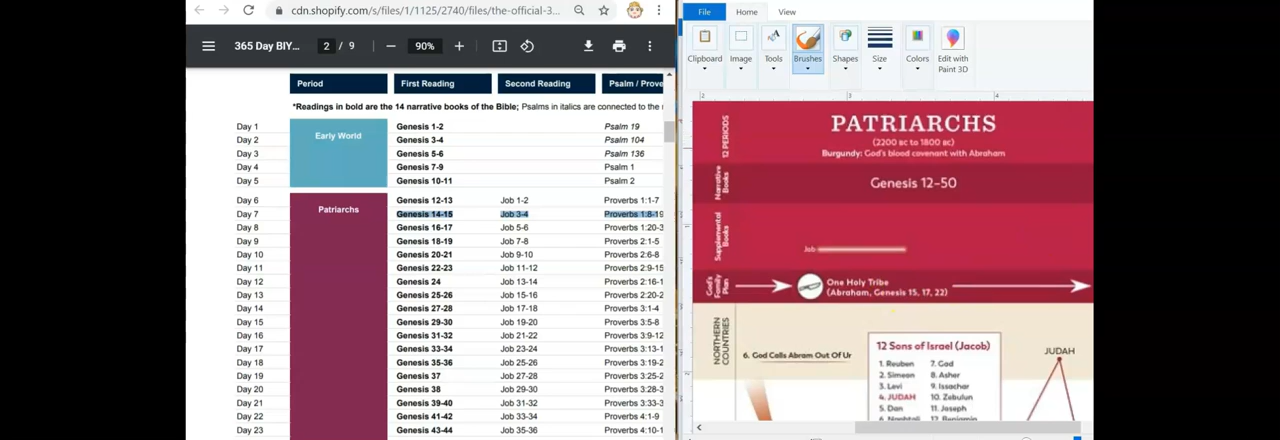 cdn.shopify.com/s/files/1/1125/2740/files/the-official-3...
365 Day BIY... 2 / 9 90%
Period First Reading Second Reading Psalm / Prove
*Readings in bold are the 14 narrative books of the Bible; Psalms in italics are connected to the
Early World
Day 1 Genesis 1-2 Psalm 19
Day 2 Genesis 3-4 Psalm 104
Day 3 Genesis 5-6 Psalm 136
Day 4 Genesis 7-9 Psalm 1
Day 5 Genesis 10-11 Psalm 2
Patriarchs
Day 6 Genesis 12-13 Job 1-2 Proverbs 1:1-7
Day 7 Genesis 14-15 Job 3-4 Proverbs 1:8-19
Day 8 Genesis 16-17 Job 5-6 Proverbs 1:20-3
Day 9 Genesis 18-19 Job 7-8 Proverbs 2:1-5
Day 10 Genesis 20-21 Job 9-10 Proverbs 2:6-8
Day 11 Genesis 22-23 Job 11-12 Proverbs 2:9-15
Day 12 Genesis 24 Job 13-14 Proverbs 2:16-1
Day 13 Genesis 25-26 Job 15-16 Proverbs 2:20-2
Day 14 Genesis 27-28 Job 17-18 Proverbs 3:1-4
Day 15 Genesis 29-30 Job 19-20 Proverbs 3:5-8
Day 16 Genesis 31-32 Job 21-22 Proverbs 3:9-12
Day 17 Genesis 33-34 Job 23-24 Proverbs 3:13-1
Day 18 Genesis 35-36 Job 25-26 Proverbs 3:19-2
Day 19 Genesis 37 Job 27-28 Proverbs 3:25-2
Day 20 Genesis 38 Job 29-30 Proverbs 3:28-3
Day 21 Genesis 39-40 Job 31-32 Proverbs 3:33-3
Day 22 Genesis 41-42 Job 33-34 Proverbs 4:1-9
Day 23 Genesis 43-44 Job 35-36 Proverbs 4:10-1
File Home View
Clipboard Image Tools Brushes Shapes Size Colors Edit with
Paint 3D
2 3 4
12 PERIODS
PATRIARCHS
(2200 BC to 1800 BC)
Burgundy: God's blood covenant with Abraham
Narrative
Books
Genesis 12-50
Supplemental
Books
Job
God's
Family
Plan
One Holy Tribe
(Abraham, Genesis 15, 17, 22)
NORTHERN
COUNTRIES
6. God Calls Abram Out Of Ur
12 Sons of Israel (Jacob)
1. Reuben 7. Gad
2. Simeon 8. Asher
3. Levi 9. Issachar
4. JUDAH 10. Zebulun
5. Dan 11. Joseph
6. Naphtali 12. Benjamin
JUDAH